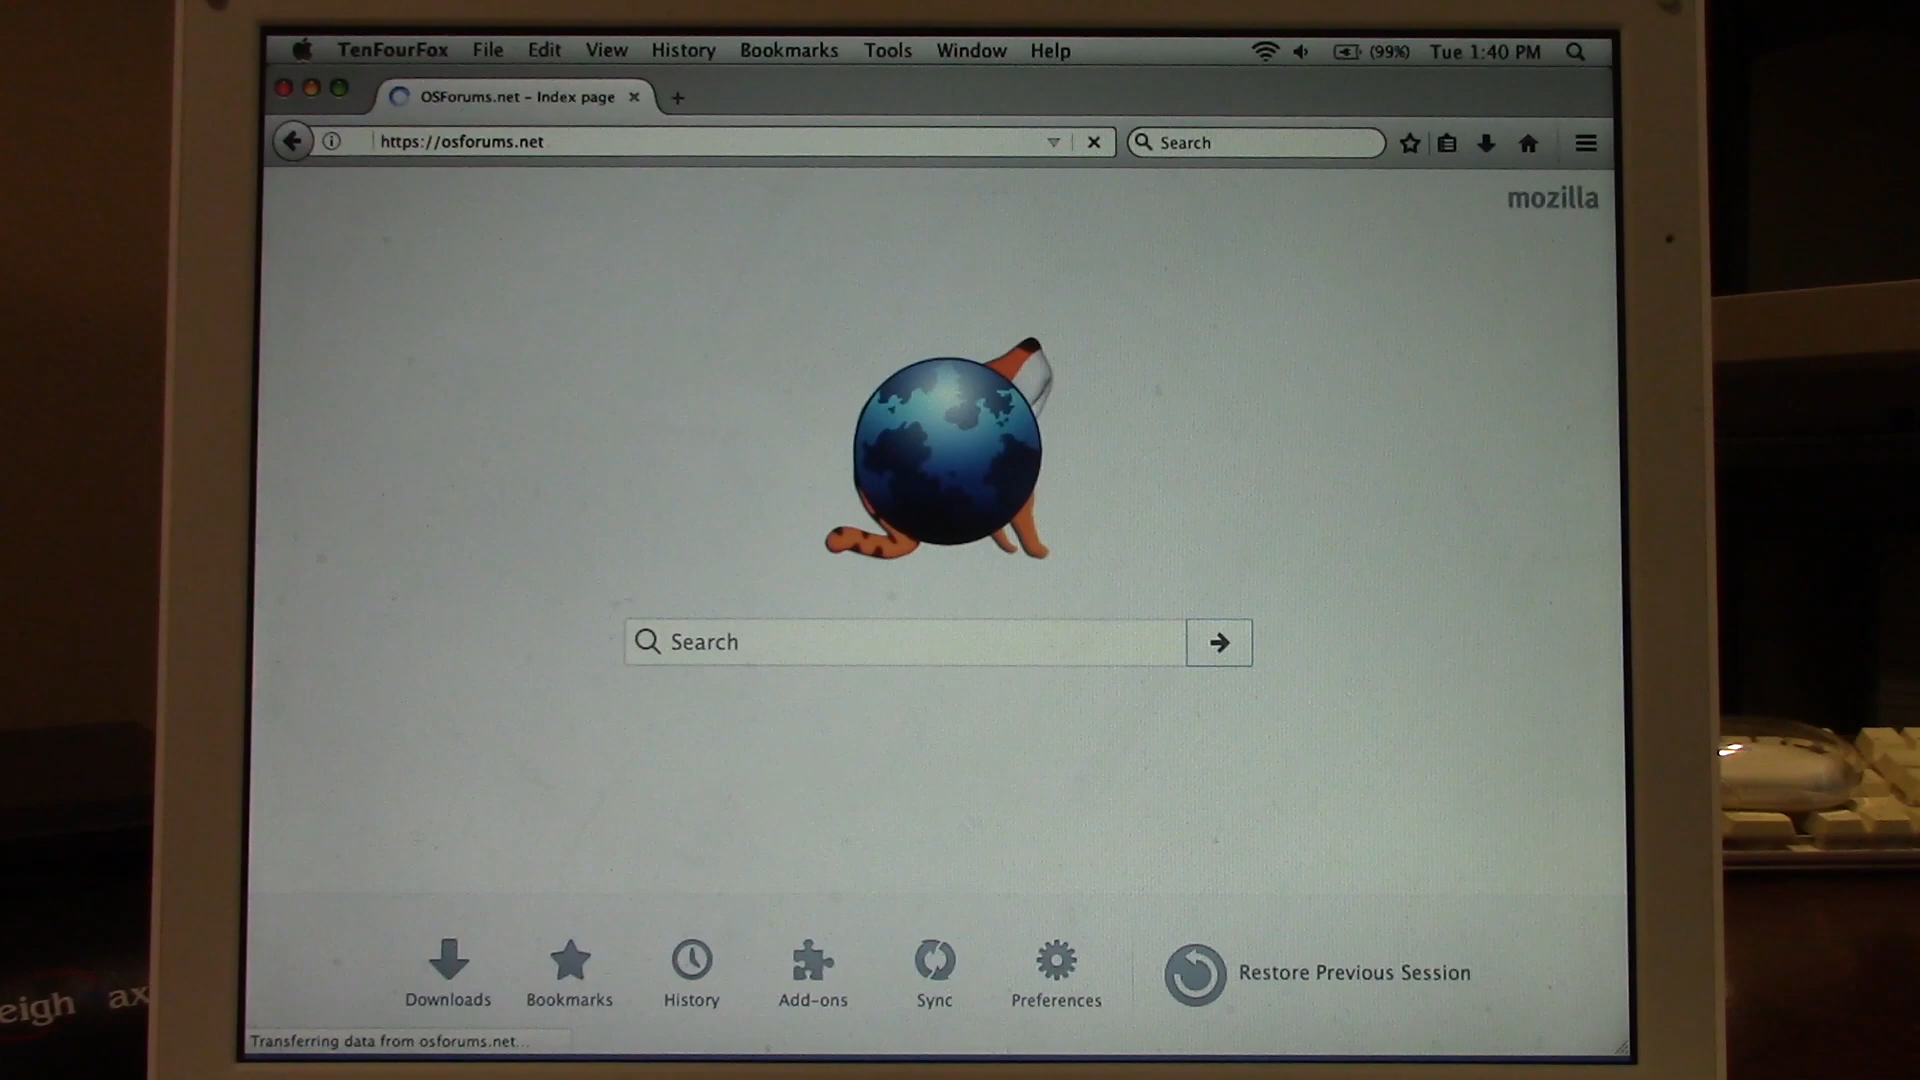 TenFourFox File Edit View History Bookmarks Tools Window Help (99%) Tue 1:40 PM
OSForums.net – Index page
https://osforums.net Search
mozilla
Search
Downloads Bookmarks History Add-ons Sync Preferences Restore Previous Session
Transferring data from osforums.net...
eigh ax